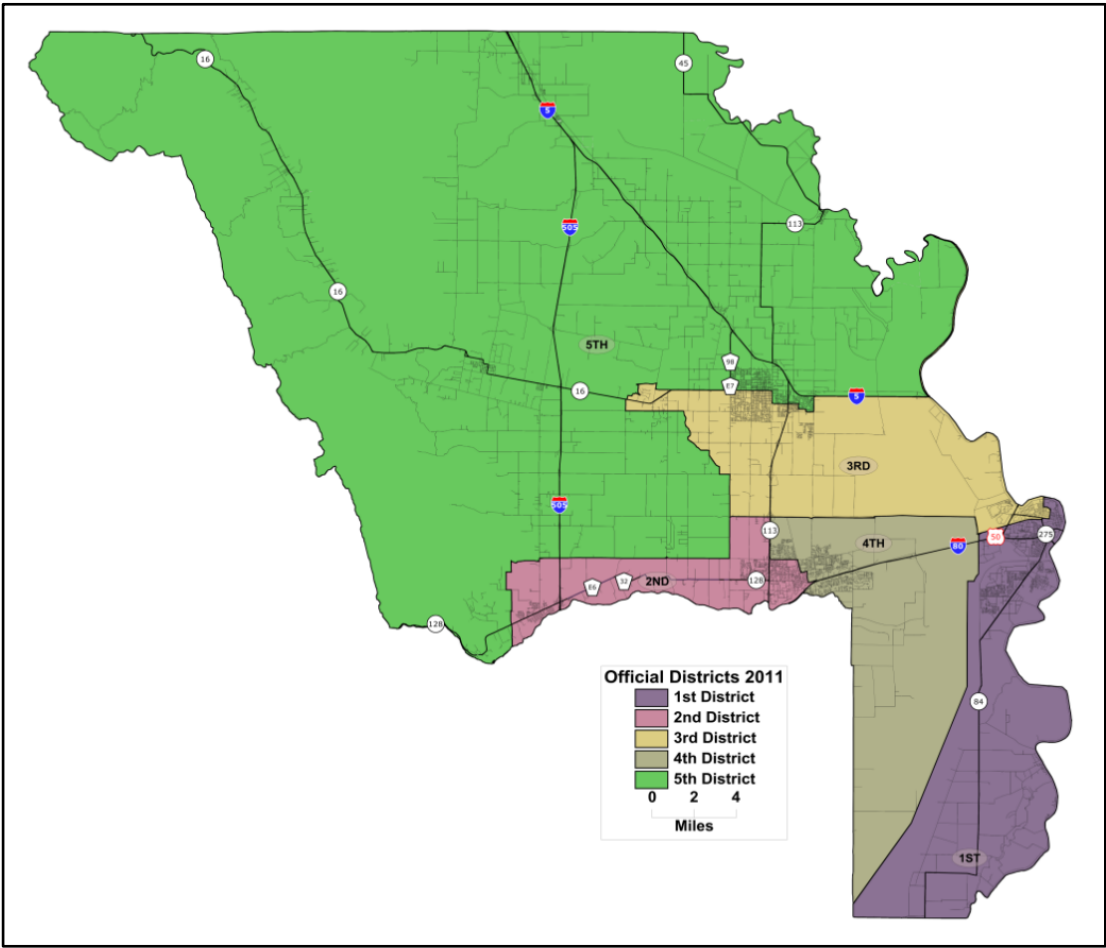 16
45
5
505
113
16
5TH
98
E7
16
5
3RD
505
113
4TH
80
50
275
2ND
E6
32
128
128
Official Districts 2011
1st District
2nd District
3rd District
4th District
5th District
0 2 4
Miles
84
1ST